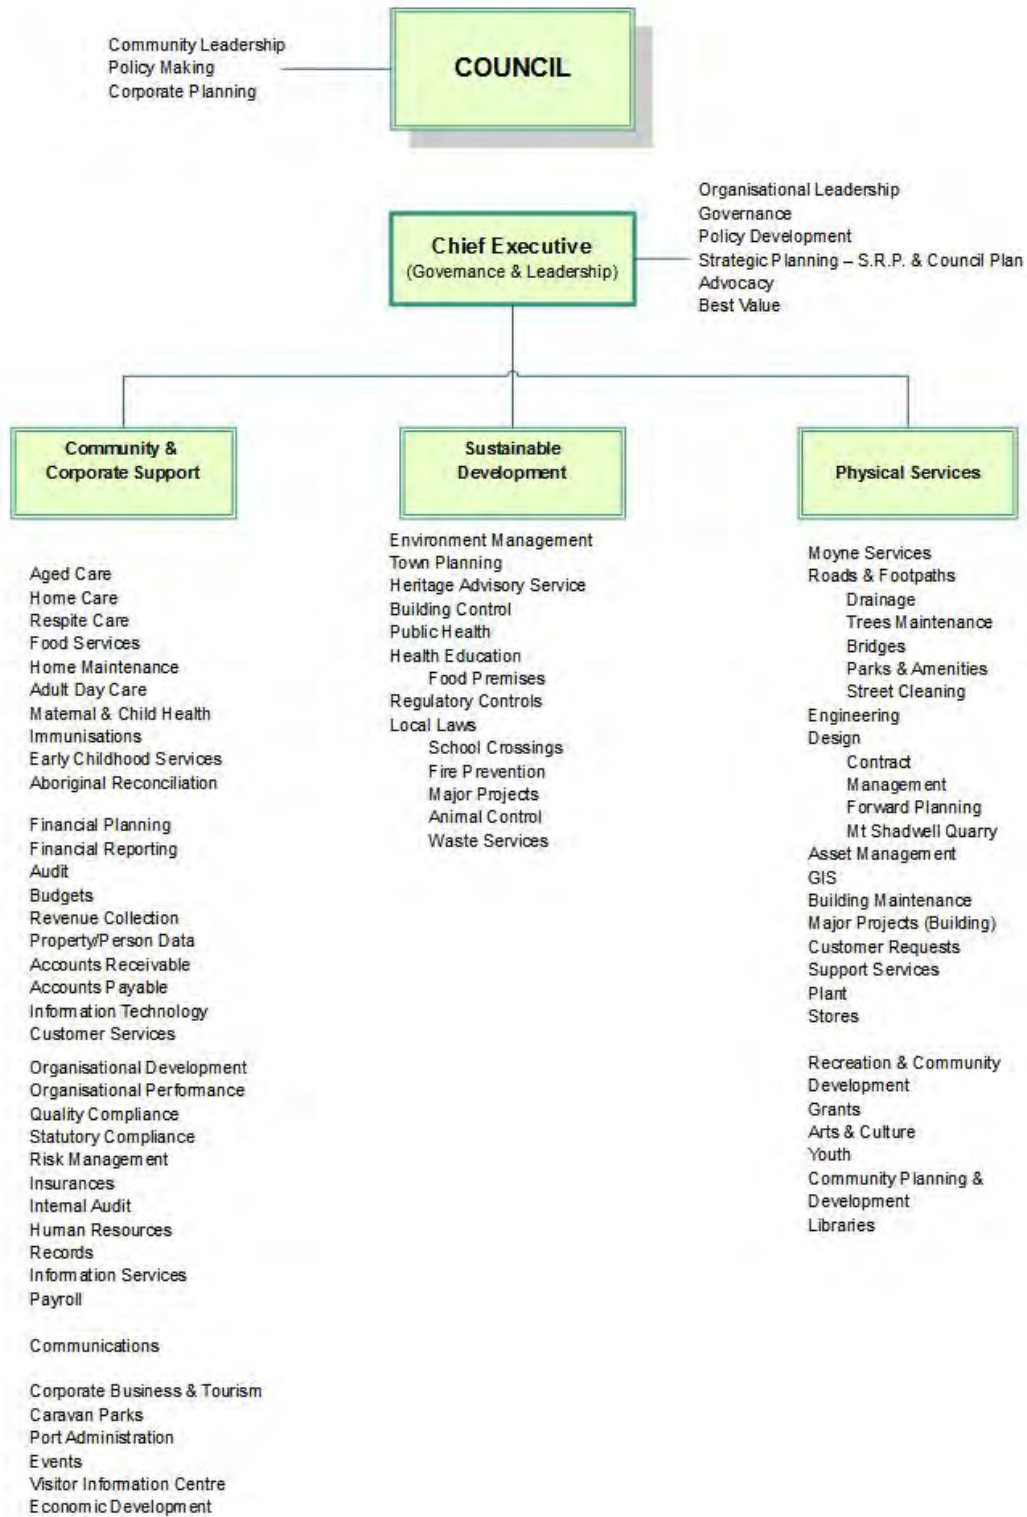 Community Leadership
Policy Making
Corporate Planning
COUNCIL
Organisational Leadership
Governance
Policy Development
Strategic Planning – S.R.P. & Council Plan
Advocacy
Best Value
Chief Executive
(Governance & Leadership)
Community &
Corporate Support
Aged Care
Home Care
Respite Care
Food Services
Home Maintenance
Adult Day Care
Maternal & Child Health
Immunisations
Early Childhood Services
Aboriginal Reconciliation
Financial Planning
Financial Reporting
Audit
Budgets
Revenue Collection
Property/Person Data
Accounts Receivable
Accounts Payable
Information Technology
Customer Services
Organisational Development
Organisational Performance
Quality Compliance
Statutory Compliance
Risk Management
Insurances
Internal Audit
Human Resources
Records
Information Services
Payroll
Communications
Corporate Business & Tourism
Caravan Parks
Port Administration
Events
Visitor Information Centre
Economic Development
Sustainable
Development
Environment Management
Town Planning
Heritage Advisory Service
Building Control
Public Health
Health Education
Food Premises
Regulatory Controls
Local Laws
School Crossings
Fire Prevention
Major Projects
Animal Control
Waste Services
Physical Services
Moyne Services
Roads & Footpaths
Drainage
Trees Maintenance
Bridges
Parks & Amenities
Street Cleaning
Engineering
Design
Contract
Management
Forward Planning
Mt Shadwell Quarry
Asset Management
GIS
Building Maintenance
Major Projects (Building)
Customer Requests
Support Services
Plant
Stores
Recreation & Community
Development
Grants
Arts & Culture
Youth
Community Planning &
Development
Libraries